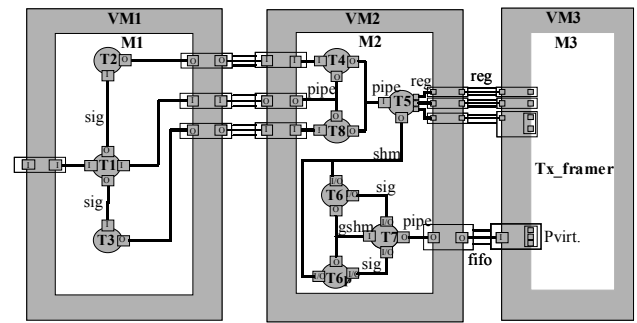 VM1
VM2
VM3
M1
M2
M3
T2
O
I
O
O
I
I
T4
O
pipe
pipe
reg
reg
I
T5
sig
O
I
T1
I
O
I
I
O
I
O
O
I
I
T8
O
shm
sig
T3
O
Tx_framer
T6
I/O
O
sig
I/O
gshm
I
T7
O
pipe
O
O
I
Pvirt.
fifo
I/O
sig
I/O
O
I/O
T6p
I/O